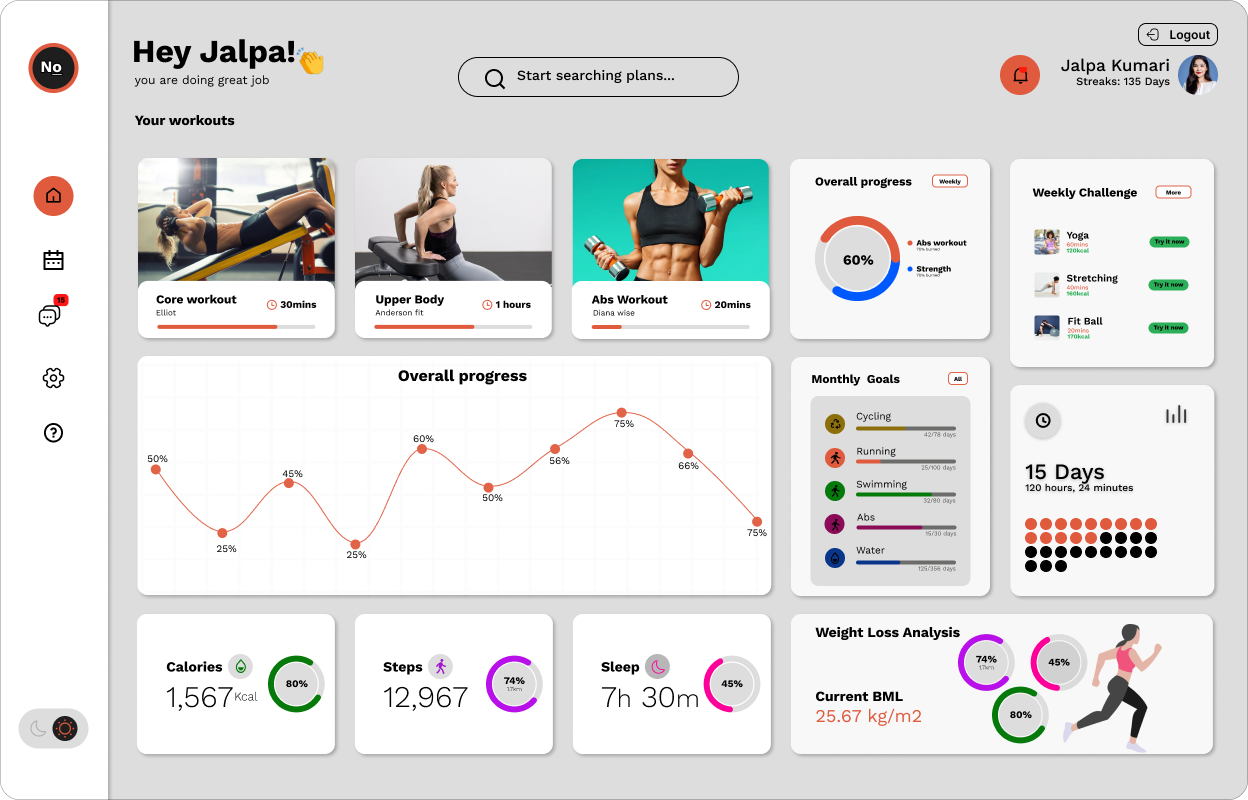 No
Hey Jalpa!
you are doing great job
Start searching plans...
Logout
Jalpa Kumari
Streaks: 135 Days
Your workouts
15
Core workout
Elliot
30mins
Upper Body
Anderson fit
1 hours
Abs Workout
Diana wise
20mins
Overall progress
Weekly
60%
Abs workout
70% burned
Strength
70% burned
Weekly Challenge
More
Yoga
60mins
120kcal
Try it now
Stretching
40mins
160kcal
Try it now
Fit Ball
20mins
170kcal
Try it now
Overall progress
50%
25%
45%
25%
60%
50%
56%
75%
66%
75%
Monthly Goals
All
Cycling
42/78 days
Running
25/100 days
Swimming
32/90 days
Abs
15/30 days
Water
125/356 days
15 Days
120 hours, 24 minutes
Calories
1,567Kcal
80%
Steps
12,967
74%
17km
Sleep
7h 30m
45%
Weight Loss Analysis
Current BML
25.67 kg/m2
74%
17km
45%
80%